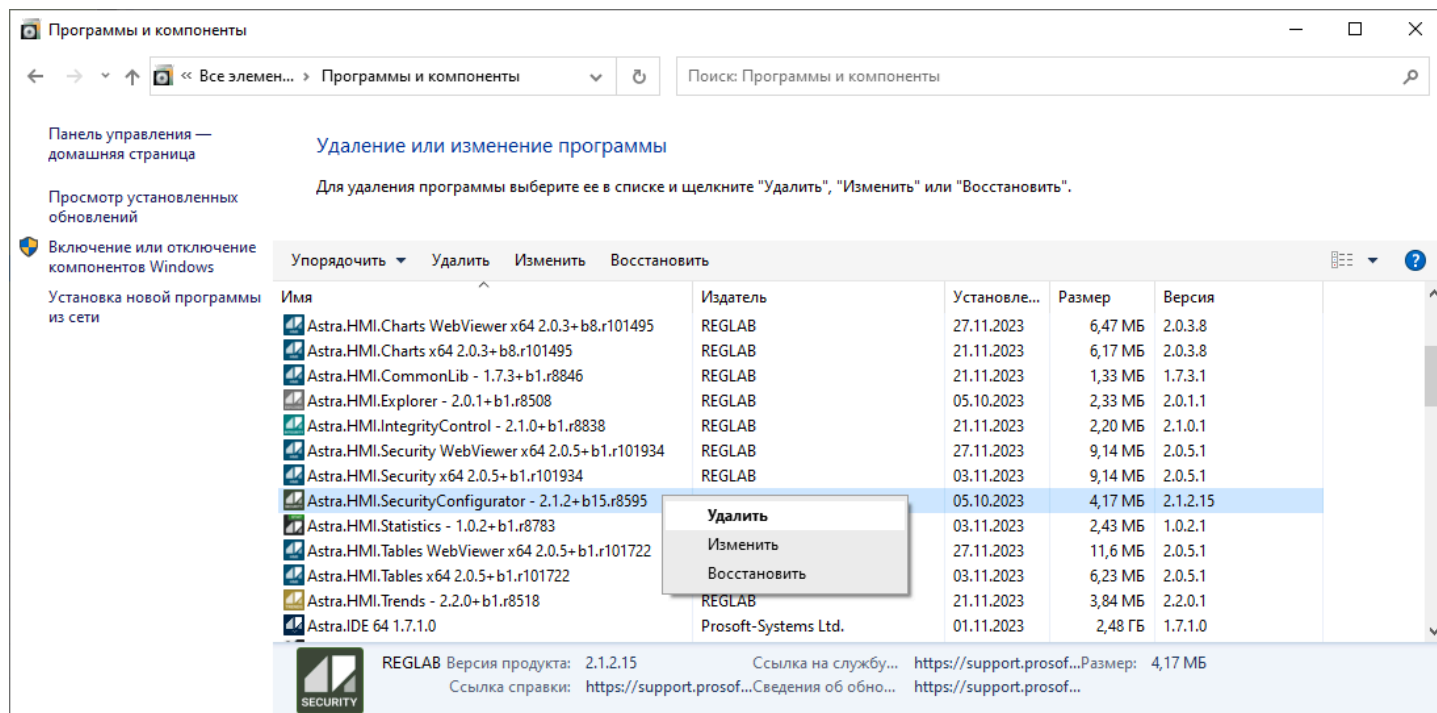 Программы и компоненты
« Все элемен... › Программы и компоненты
Поиск: Программы и компоненты
Панель управления —
домашняя страница
Просмотр установленных
обновлений
Включение или отключение
компонентов Windows
Установка новой программы
из сети
Удаление или изменение программы
Для удаления программы выберите ее в списке и щелкните "Удалить", "Изменить" или "Восстановить".
Упорядочить Удалить Изменить Восстановить
?
Имя Издатель Установле... Размер Версия
Astra.HMI.Charts WebViewer x64 2.0.3+b8.r101495 REGLAB 27.11.2023 6,47 МБ 2.0.3.8
Astra.HMI.Charts x64 2.0.3+b8.r101495 REGLAB 21.11.2023 6,17 МБ 2.0.3.8
Astra.HMI.CommonLib - 1.7.3+b1.r8846 REGLAB 21.11.2023 1,33 МБ 1.7.3.1
Astra.HMI.Explorer - 2.0.1+b1.r8508 REGLAB 05.10.2023 2,33 МБ 2.0.1.1
Astra.HMI.IntegrityControl - 2.1.0+b1.r8838 REGLAB 21.11.2023 2,20 МБ 2.1.0.1
Astra.HMI.Security WebViewer x64 2.0.5+b1.r101934 REGLAB 27.11.2023 9,14 МБ 2.0.5.1
Astra.HMI.Security x64 2.0.5+b1.r101934 REGLAB 03.11.2023 9,14 МБ 2.0.5.1
Astra.HMI.SecurityConfigurator - 2.1.2+b15.r8595 05.10.2023 4,17 МБ 2.1.2.15
Astra.HMI.Statistics - 1.0.2+b1.r8783 03.11.2023 2,43 МБ 1.0.2.1
Astra.HMI.Tables WebViewer x64 2.0.5+b1.r101722 27.11.2023 11,6 МБ 2.0.5.1
Astra.HMI.Tables x64 2.0.5+b1.r101722 03.11.2023 6,23 МБ 2.0.5.1
Astra.HMI.Trends - 2.2.0+b1.r8518 REGLAB 21.11.2023 3,84 МБ 2.2.0.1
Astra.IDE 64 1.7.1.0 Prosoft-Systems Ltd. 01.11.2023 2,48 ГБ 1.7.1.0
Удалить
Изменить
Восстановить
REGLAB Версия продукта: 2.1.2.15 Ссылка на службу... https://support.prosof... Размер: 4,17 МБ
Ссылка справки: https://support.prosof... Сведения об обно... https://support.prosof...
SECURITY